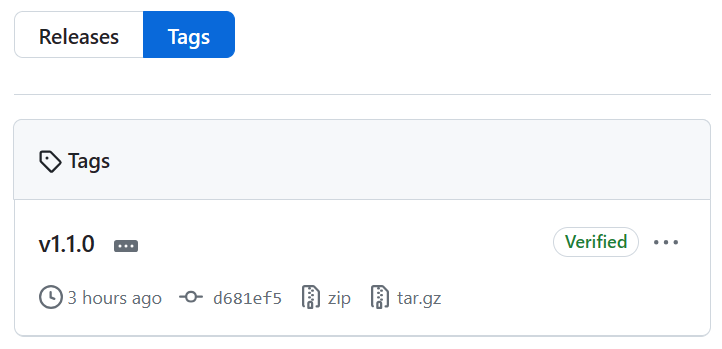 Releases Tags
Tags
v1.1.0 Verified
3 hours ago d681ef5 zip tar.gz